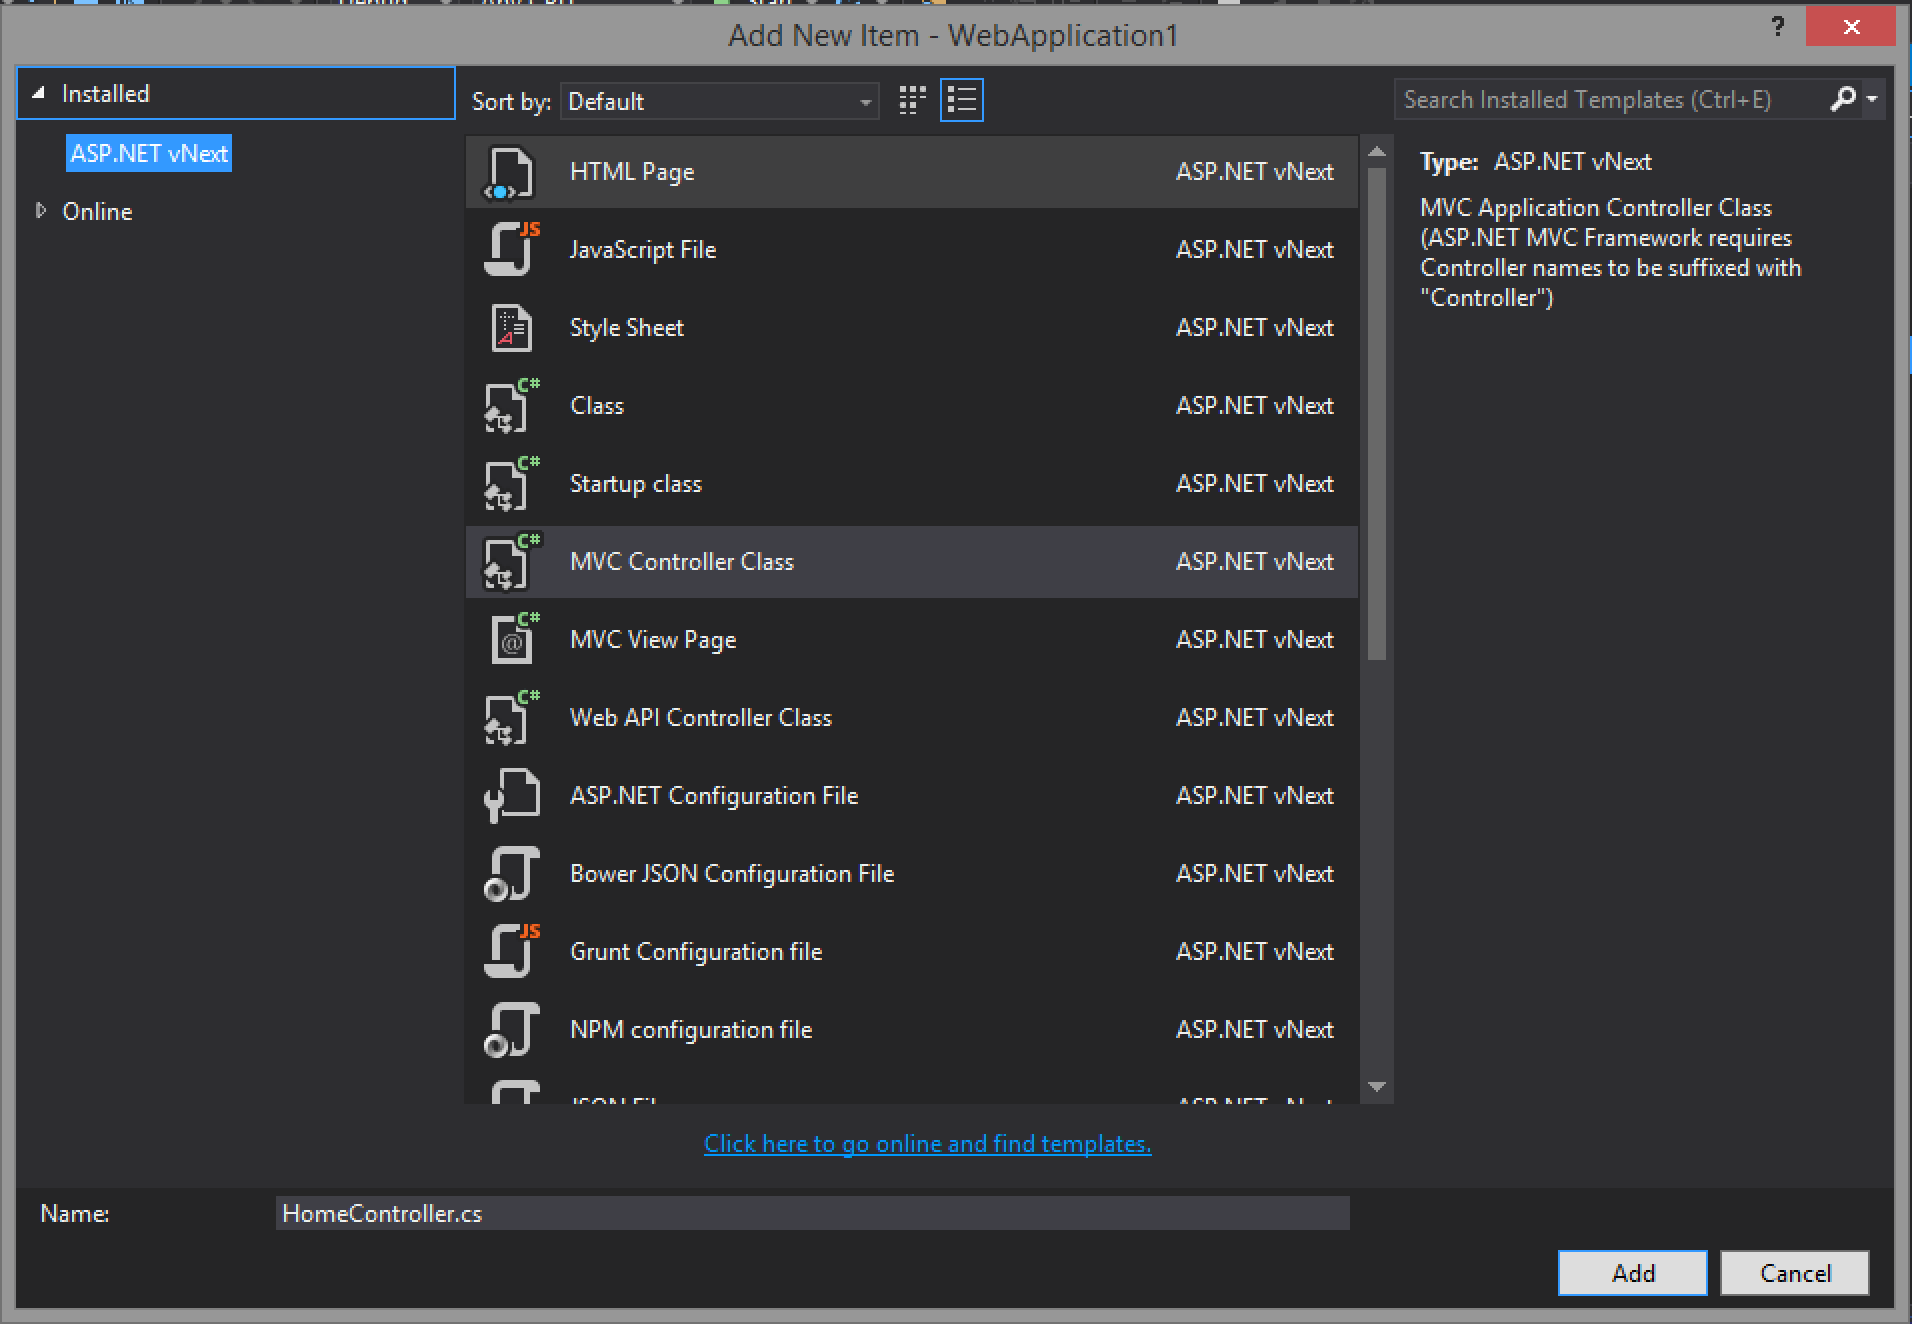 Add New Item - WebApplication1
?
Installed
ASP.NET vNext
Online
Sort by: Default
Search Installed Templates (Ctrl+E)
HTML Page ASP.NET vNext
JavaScript File ASP.NET vNext
Style Sheet ASP.NET vNext
Class ASP.NET vNext
Startup class ASP.NET vNext
MVC Controller Class ASP.NET vNext
MVC View Page ASP.NET vNext
Web API Controller Class ASP.NET vNext
ASP.NET Configuration File ASP.NET vNext
Bower JSON Configuration File ASP.NET vNext
Grunt Configuration file ASP.NET vNext
NPM configuration file ASP.NET vNext
Type: ASP.NET vNext
MVC Application Controller Class
(ASP.NET MVC Framework requires
Controller names to be suffixed with
"Controller")
Click here to go online and find templates.
Name: HomeController.cs
Add Cancel